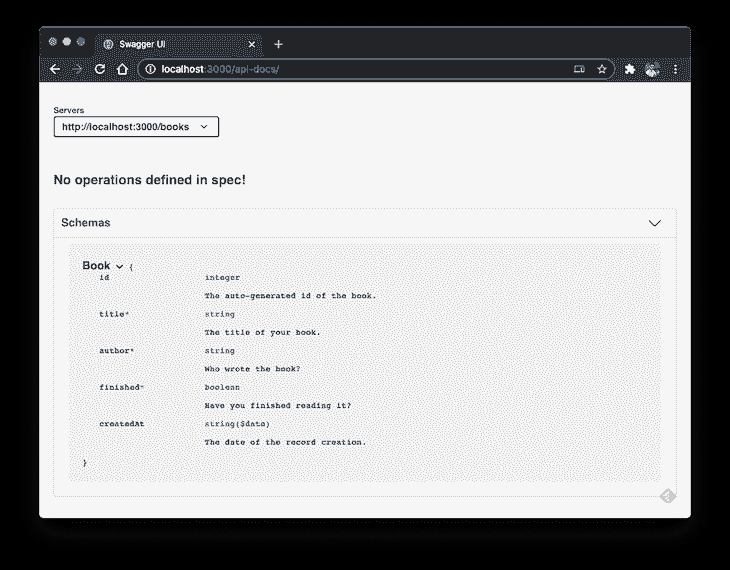 Swagger UI
localhost:3000/api-docs/
Servers
http://localhost:3000/books
No operations defined in spec!
Schemas
Book {
id integer
The auto-generated id of the book.
title* string
The title of your book.
author* string
Who wrote the book?
finished* boolean
Have you finished reading it?
createdAt string($date)
The date of the record creation.
}